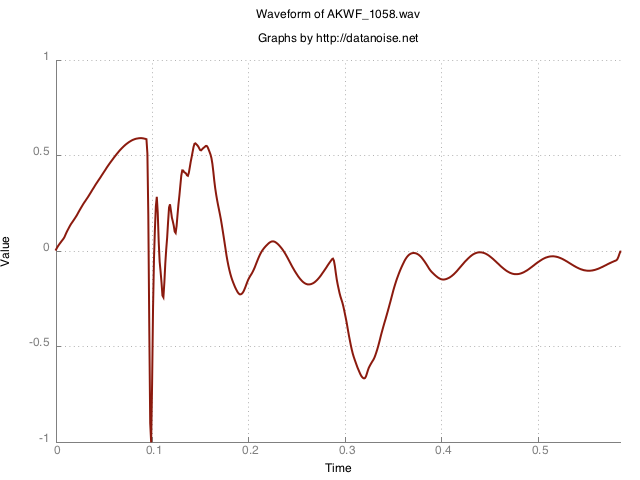 Waveform of AKWF_1058.wav
Graphs by http://datanoise.net
1
0.5
0
-0.5
-1
Value
0 0.1 0.2 0.3 0.4 0.5
Time